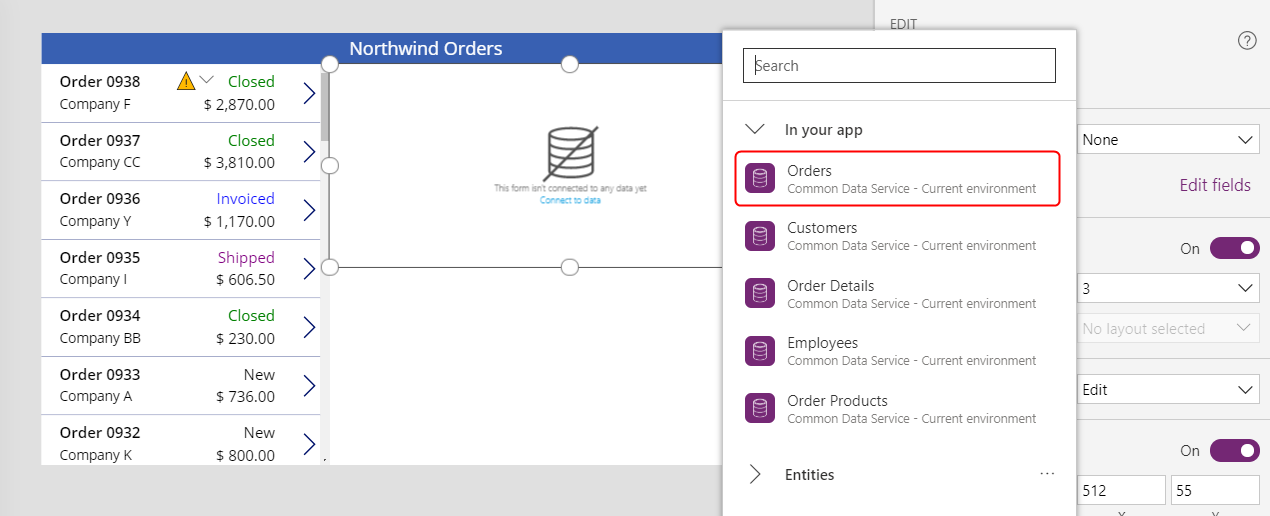 EDIT
Northwind Orders
Order 0938
Closed
Company F
$ 2,870.00
Order 0937
Closed
Company CC
$ 3,810.00
Order 0936
Invoiced
Company Y
$ 1,170.00
Order 0935
Shipped
Company I
$ 606.50
Order 0934
Closed
Company BB
$ 230.00
Order 0933
New
Company A
$ 736.00
Order 0932
New
Company K
$ 800.00
This form isn't connected to any data yet
Connect to data
Search
In your app
Orders
Common Data Service - Current environment
Customers
Common Data Service - Current environment
Order Details
Common Data Service - Current environment
Employees
Common Data Service - Current environment
Order Products
Common Data Service - Current environment
Entities
...
?
None
Edit fields
On
3
No layout selected
Edit
On
512
55
X
Y